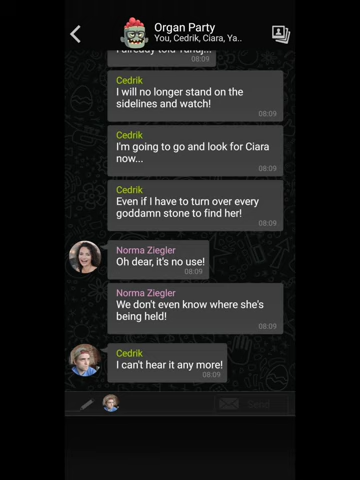 Organ Party
You, Cedrik, Ciara, Ya..
I already told Yanaj...
08:09
Cedrik
I will no longer stand on the
sidelines and watch!
08:09
Cedrik
I'm going to go and look for Ciara
now...
08:09
Cedrik
Even if I have to turn over every
goddamn stone to find her!
08:09
Norma Ziegler
Oh dear, it's no use!
08:09
Norma Ziegler
We don't even know where she's
being held!
08:09
Cedrik
I can't hear it any more!
08:09
Send